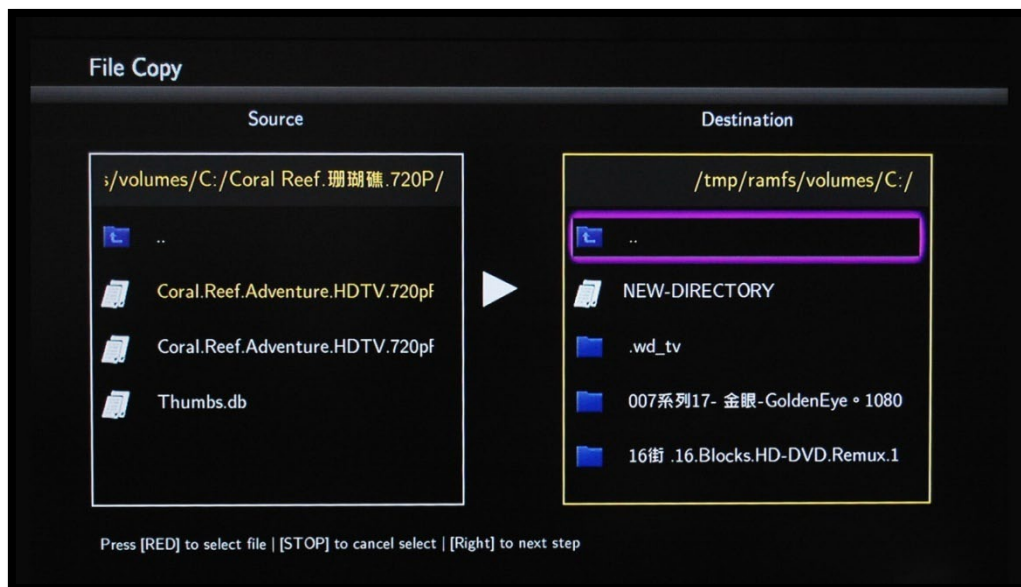 File Copy
Source
Destination
s/volumes/C:/Coral Reef.珊瑚礁.720P/
/tmp/ramfs/volumes/C:/
..
Coral.Reef.Adventure.HDTV.720p
Coral.Reef.Adventure.HDTV.720p
Thumbs.db
..
NEW-DIRECTORY
.wd_tv
007系列17- 金眼-GoldenEye。1080
16街 .16.Blocks.HD-DVD.Remux.1
Press [RED] to select file | [STOP] to cancel select | [Right] to next step